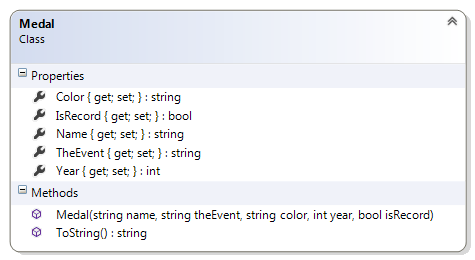 Medal
Class
Properties
Color { get; set; } : string
IsRecord { get; set; } : bool
Name { get; set; } : string
TheEvent { get; set; } : string
Year { get; set; } : int
Methods
Medal(string name, string theEvent, string color, int year, bool isRecord)
ToString() : string